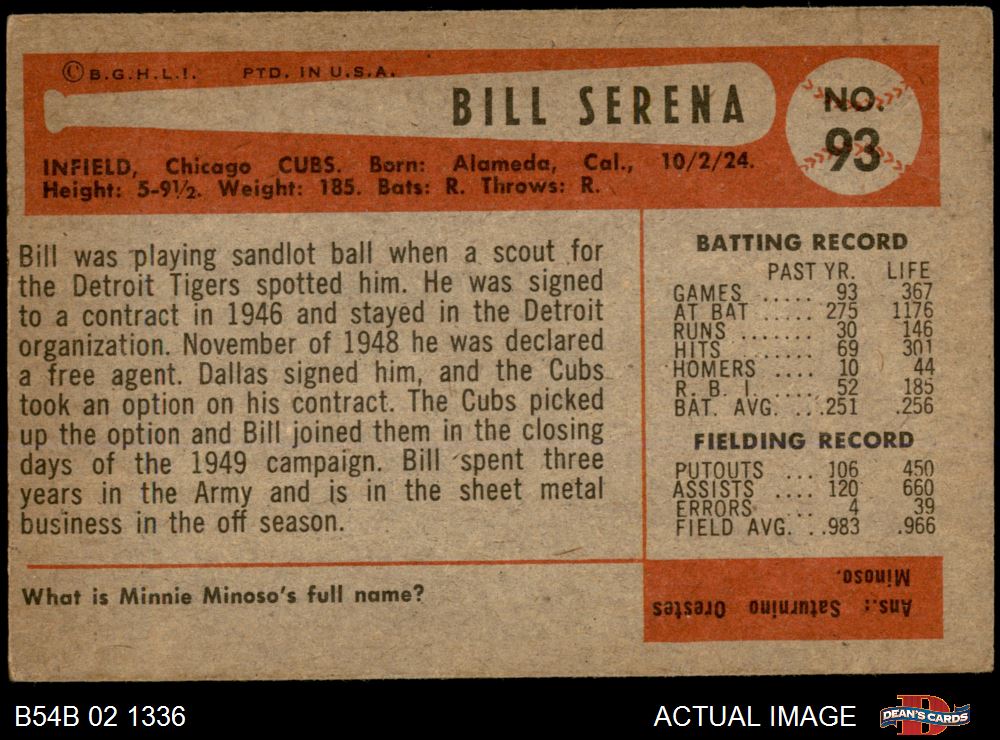 © B.G.H.L.I. PTD. IN U.S.A.
BILL SERENA
NO.
93
INFIELD, Chicago CUBS. Born: Alameda, Cal., 10/2/24.
Height: 5-9½. Weight: 185. Bats: R. Throws: R.
Bill was playing sandlot ball when a scout for
the Detroit Tigers spotted him. He was signed
to a contract in 1946 and stayed in the Detroit
organization. November of 1948 he was declared
a free agent. Dallas signed him, and the Cubs
took an option on his contract. The Cubs picked
up the option and Bill joined them in the closing
days of the 1949 campaign. Bill spent three
years in the Army and is in the sheet metal
business in the off season.
BATTING RECORD
PAST YR. LIFE
GAMES ..... 93 367
AT BAT ..... 275 1176
RUNS ....... 30 146
HITS ....... 69 301
HOMERS .... 10 44
R. B. I. ..... 52 185
BAT. AVG. ...251 .256
FIELDING RECORD
PUTOUTS .... 106 450
ASSISTS .... 120 660
ERRORS .... 4 39
FIELD AVG. ..983 .966
What is Minnie Minoso's full name?
Ans.: Saturnino Orestes
Minoso.
B54B 02 1336
ACTUAL IMAGE
D
DEAN'S CARDS